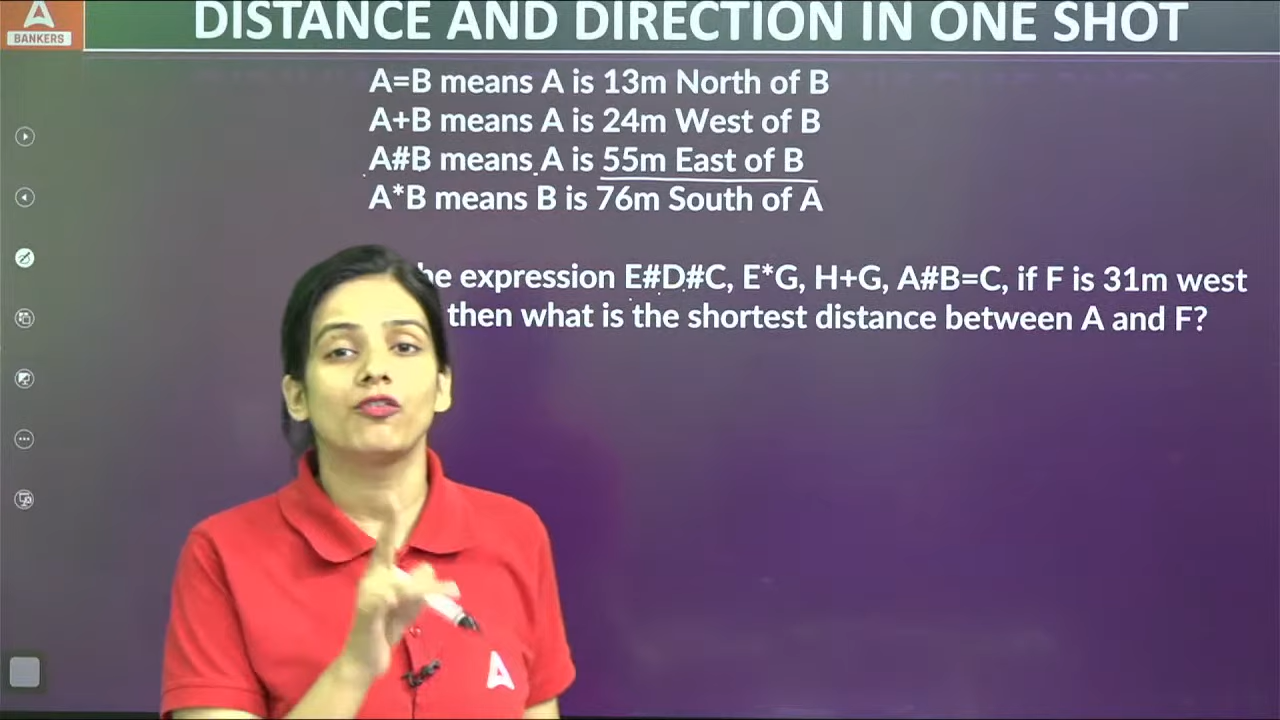 DISTANCE AND DIRECTION IN ONE SHOT
BANKERS
A=B means A is 13m North of B
A+B means A is 24m West of B
A#B means A is 55m East of B
A*B means B is 76m South of A
expression E#D#C, E*G, H+G, A#B=C, if F is 31m west
then what is the shortest distance between A and F?